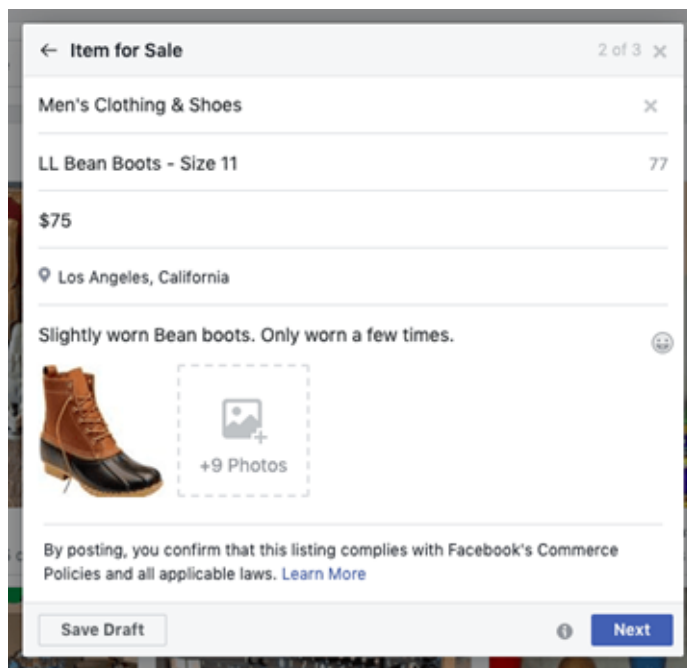 Item for Sale 2 of 3
Men's Clothing & Shoes
LL Bean Boots - Size 11 77
$75
Los Angeles, California
Slightly worn Bean boots. Only worn a few times.
+9 Photos
By posting, you confirm that this listing complies with Facebook's Commerce
Policies and all applicable laws. Learn More
Save Draft Next